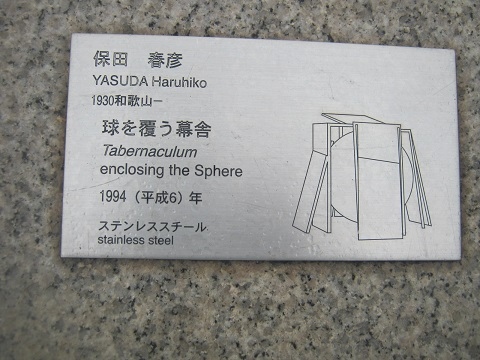 保田　春彦
YASUDA Haruhiko
1930和歌山－
球を覆う幕舎
Tabernaculum
enclosing the Sphere
1994（平成6）年
ステンレススチール
stainless steel